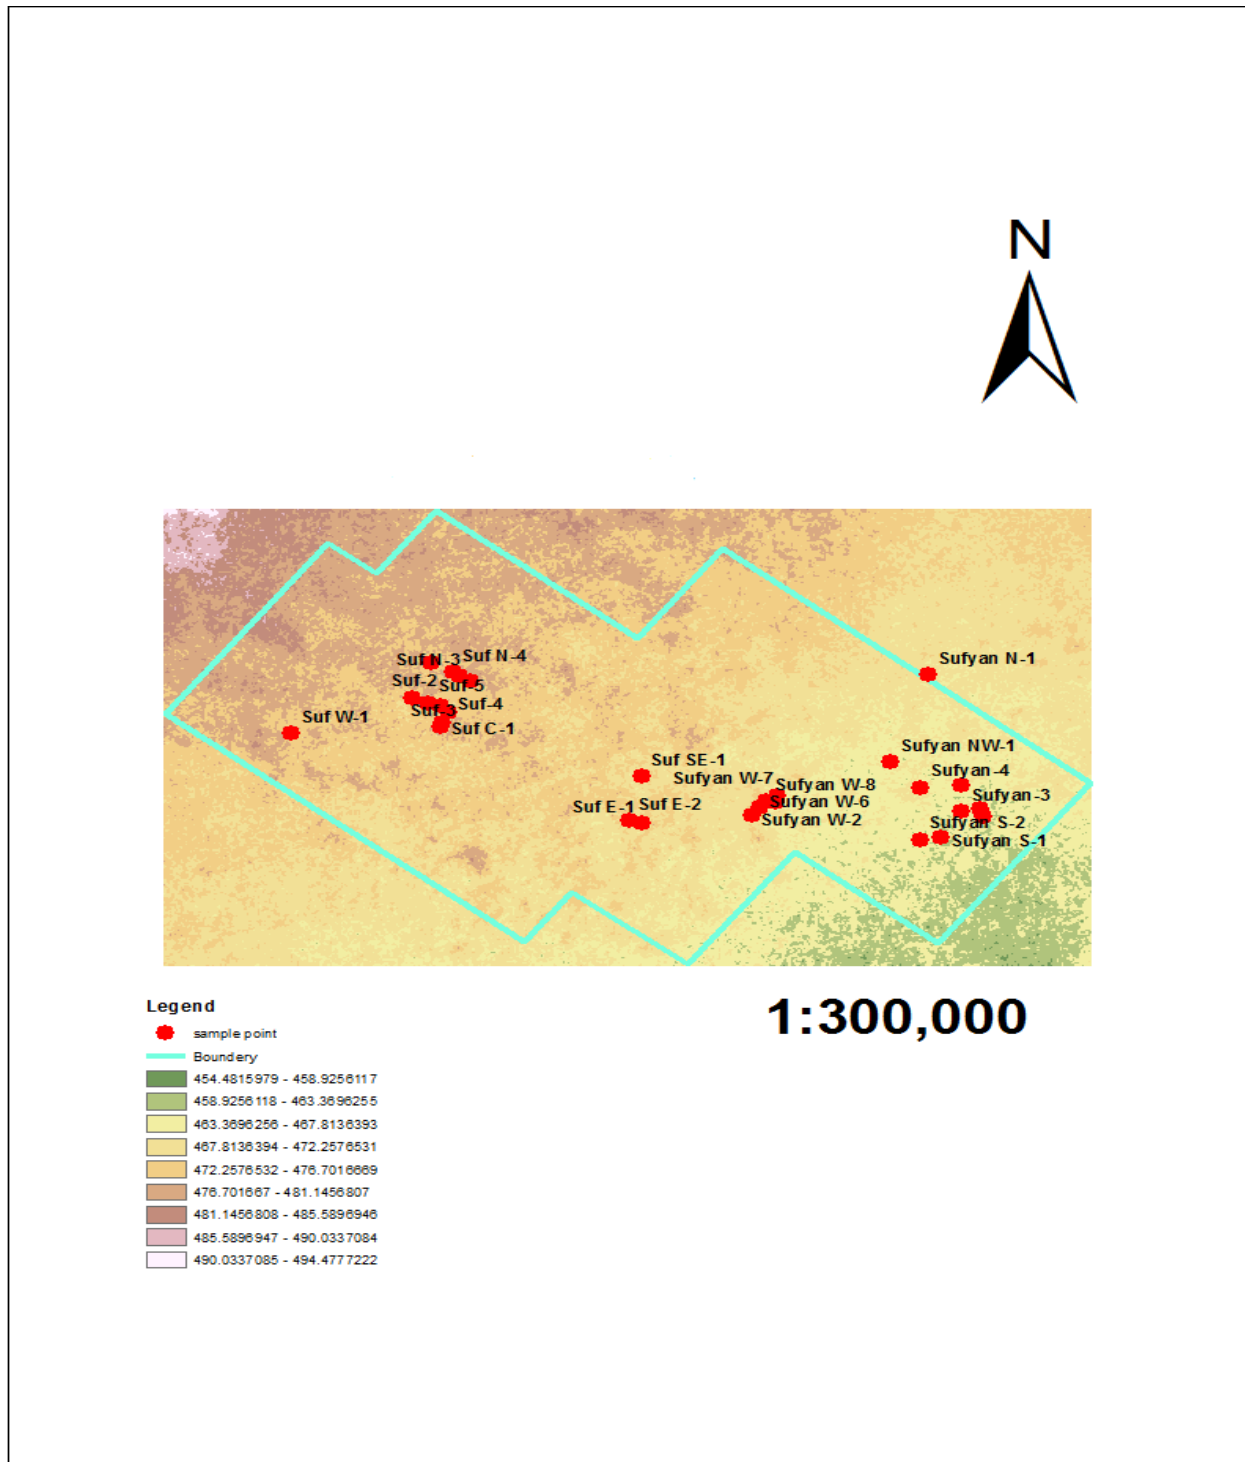 N
Suf N-3
Suf N-4
Sufyan N-1
Suf-2
Suf-5
Suf-3
Suf-4
Suf W-1
Suf C-1
Sufyan NW-1
Suf SE-1
Sufyan W-7
Sufyan-4
Sufyan W-8
Sufyan-3
Suf E-1
Suf E-2
Sufyan W-6
Sufyan W-2
Sufyan S-2
Sufyan S-1
Legend
1:300,000
sample point
Boundery
454.4815979 - 458.9256117
458.9256118 - 463.3696255
463.3696256 - 467.8136393
467.8136394 - 472.2576531
472.2576532 - 476.7016669
476.701667 - 481.1456807
481.1456808 - 485.5896946
485.5896947 - 490.0337084
490.0337085 - 494.4777222